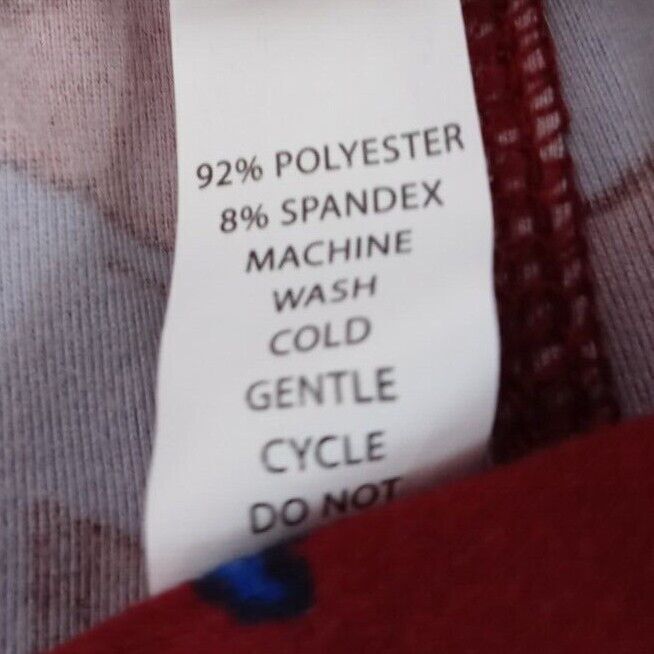 92% POLYESTER
8% SPANDEX
MACHINE
WASH
COLD
GENTLE
CYCLE
DO NOT